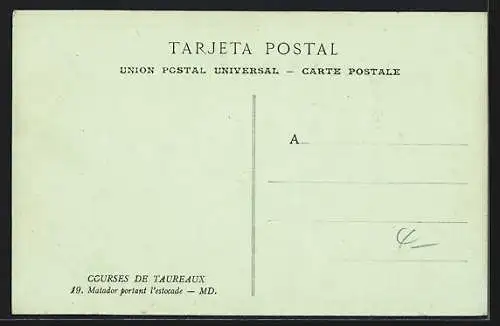 TARJETA POSTAL
UNION POSTAL UNIVERSAL — CARTE POSTALE
A
COURSES DE TAUREAUX
19. Matador portant l'estocade — MD.